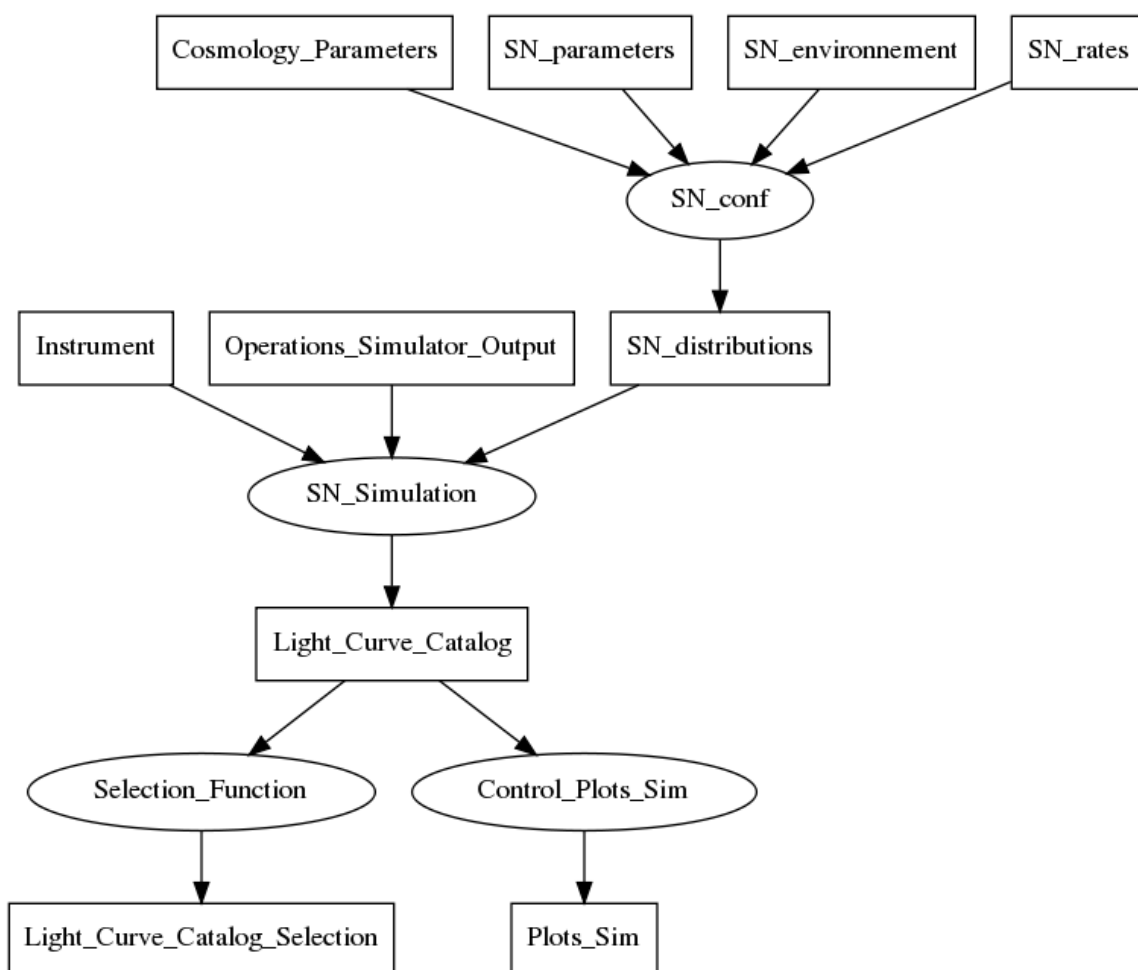 Cosmology_Parameters
SN_parameters
SN_environnement
SN_rates
SN_conf
Instrument
Operations_Simulator_Output
SN_distributions
SN_Simulation
Light_Curve_Catalog
Selection_Function
Control_Plots_Sim
Light_Curve_Catalog_Selection
Plots_Sim